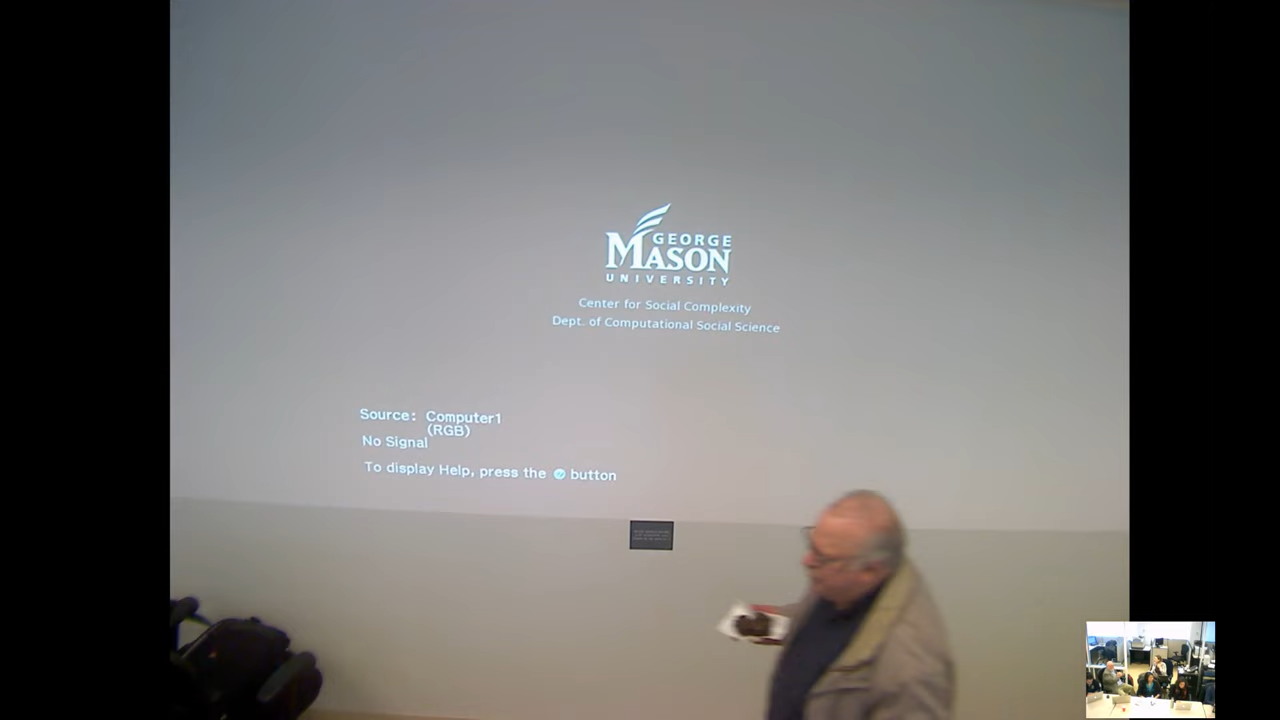 GEORGE
MASON
UNIVERSITY
Center for Social Complexity
Dept. of Computational Social Science
Source: Computer1
(RGB)
No Signal
To display Help, press the button